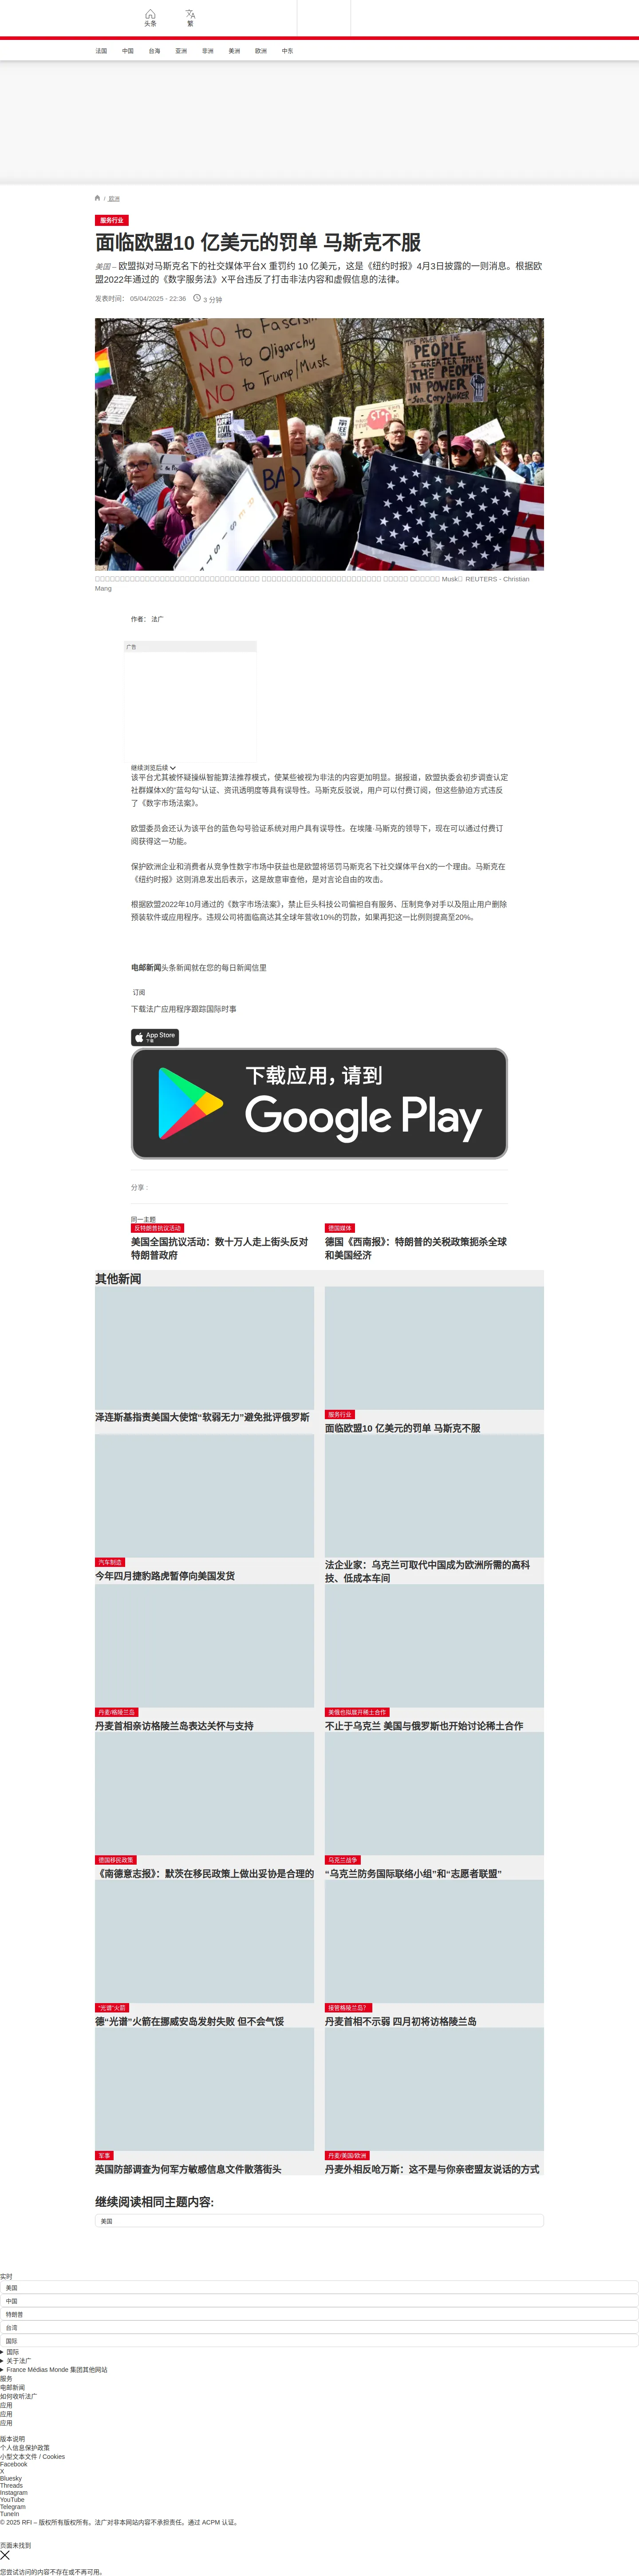 头条
繁
法国 中国 台海 亚洲 非洲 美洲 欧洲 中东
/ 欧洲
服务行业
面临欧盟10 亿美元的罚单 马斯克不服
美国 – 欧盟拟对马斯克名下的社交媒体平台X 重罚约 10 亿美元，这是《纽约时报》4月3日披露的一则消息。根据欧
盟2022年通过的《数字服务法》X平台违反了打击非法内容和虚假信息的法律。
发表时间： 05/04/2025 - 22:36 3 分钟
No to Fascism
NO to Oligarchy
NO to Trump/Musk
THE POWER OF THE
PEOPLE
IS GREATER THAN
THE PEOPLE
IN POWER
Sen. Cory Booker
BAD
Musk REUTERS - Christian
Mang
作者： 法广
广告
继续浏览后续
该平台尤其被怀疑操纵智能算法推荐模式，使某些被视为非法的内容更加明显。据报道，欧盟执委会初步调查认定
社群媒体X的“蓝勾勾”认证、资讯透明度等具有误导性。马斯克反驳说，用户可以付费订阅，但这些胁迫方式违反
了《数字市场法案》。
欧盟委员会还认为该平台的蓝色勾号验证系统对用户具有误导性。在埃隆·马斯克的领导下，现在可以通过付费订
阅获得这一功能。
保护欧洲企业和消费者从竞争性数字市场中获益也是欧盟将惩罚马斯克名下社交媒体平台X的一个理由。马斯克在
《纽约时报》这则消息发出后表示，这是故意审查他，是对言论自由的攻击。
根据欧盟2022年10月通过的《数字市场法案》，禁止巨头科技公司偏袒自有服务、压制竞争对手以及阻止用户删除
预装软件或应用程序。违规公司将面临高达其全球年营收10%的罚款，如果再犯这一比例则提高至20%。
电邮新闻头条新闻就在您的每日新闻信里
订阅
下载法广应用程序跟踪国际时事
App Store
下载
下载应用，请到
Google Play
分享 :
同一主题
反特朗普抗议活动
美国全国抗议活动：数十万人走上街头反对
特朗普政府
德国媒体
德国《西南报》：特朗普的关税政策扼杀全球
和美国经济
其他新闻
泽连斯基指责美国大使馆“软弱无力”避免批评俄罗斯
服务行业
面临欧盟10 亿美元的罚单 马斯克不服
汽车制造
今年四月捷豹路虎暂停向美国发货
法企业家：乌克兰可取代中国成为欧洲所需的高科
技、低成本车间
丹麦/格陵兰岛
丹麦首相亲访格陵兰岛表达关怀与支持
美俄也拟展开稀土合作
不止于乌克兰 美国与俄罗斯也开始讨论稀土合作
德国移民政策
《南德意志报》：默茨在移民政策上做出妥协是合理的
乌克兰战争
“乌克兰防务国际联络小组”和“志愿者联盟”
“光谱”火箭
德“光谱”火箭在挪威安岛发射失败 但不会气馁
接管格陵兰岛？
丹麦首相不示弱 四月初将访格陵兰岛
军事
英国防部调查为何军方敏感信息文件散落街头
丹麦/美国/欧洲
丹麦外相反呛万斯：这不是与你亲密盟友说话的方式
继续阅读相同主题内容:
美国
实时
美国
中国
特朗普
台湾
国际
国际
关于法广
France Médias Monde 集团其他网站
服务
电邮新闻
如何收听法广
应用
应用
应用
版本说明
个人信息保护政策
小型文本文件 / Cookies
Facebook
X
Bluesky
Threads
Instagram
YouTube
Telegram
TuneIn
© 2025 RFI – 版权所有版权所有。法广对非本网站内容不承担责任。通过 ACPM 认证。
页面未找到
您尝试访问的内容不存在或不再可用。